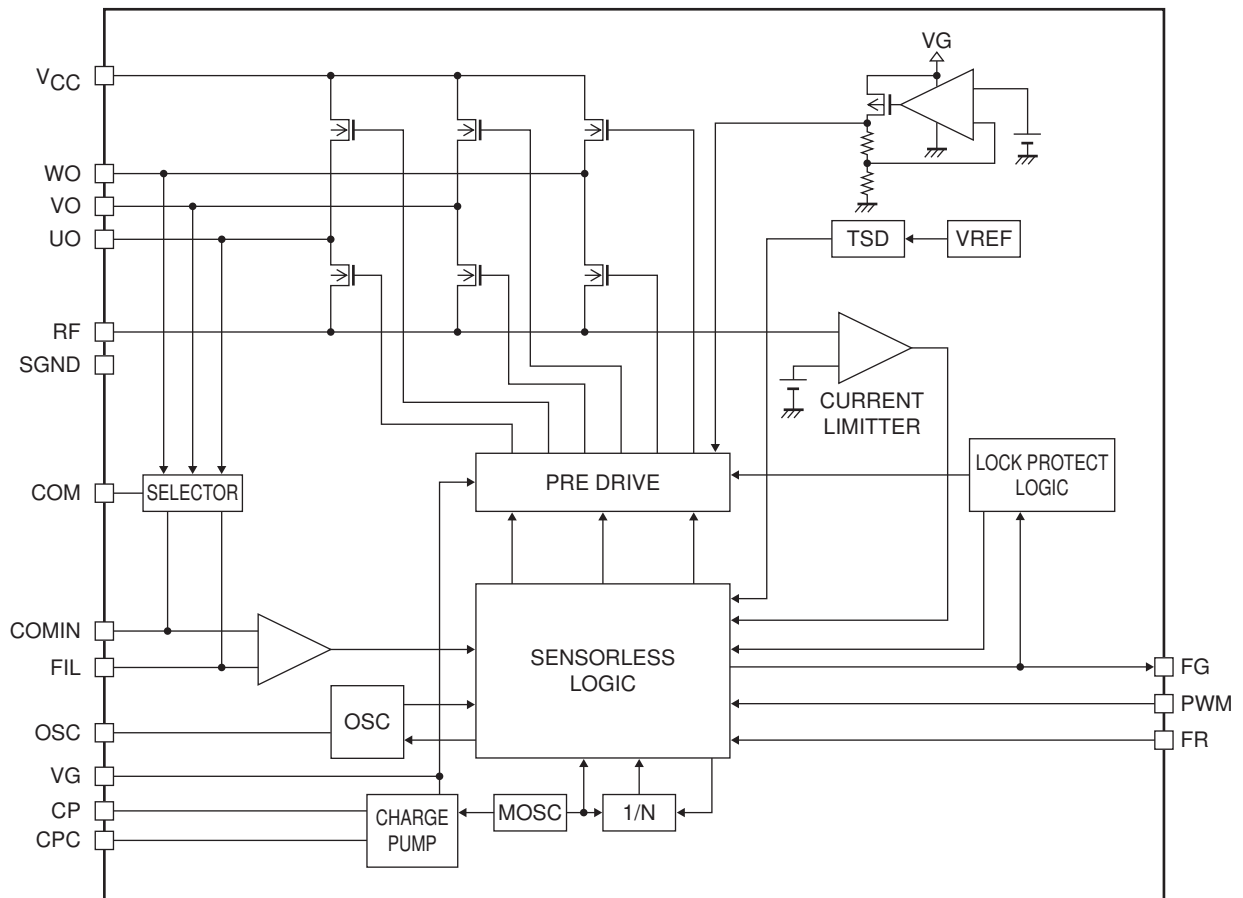 VG
VCC
WO
VO
UO
TSD
VREF
RF
SGND
CURRENT
LIMITTER
LOCK PROTECT
LOGIC
PRE DRIVE
COM
SELECTOR
COMIN
FIL
SENSORLESS
LOGIC
FG
PWM
FR
OSC
OSC
VG
CP
CPC
CHARGE
PUMP
MOSC
1/N